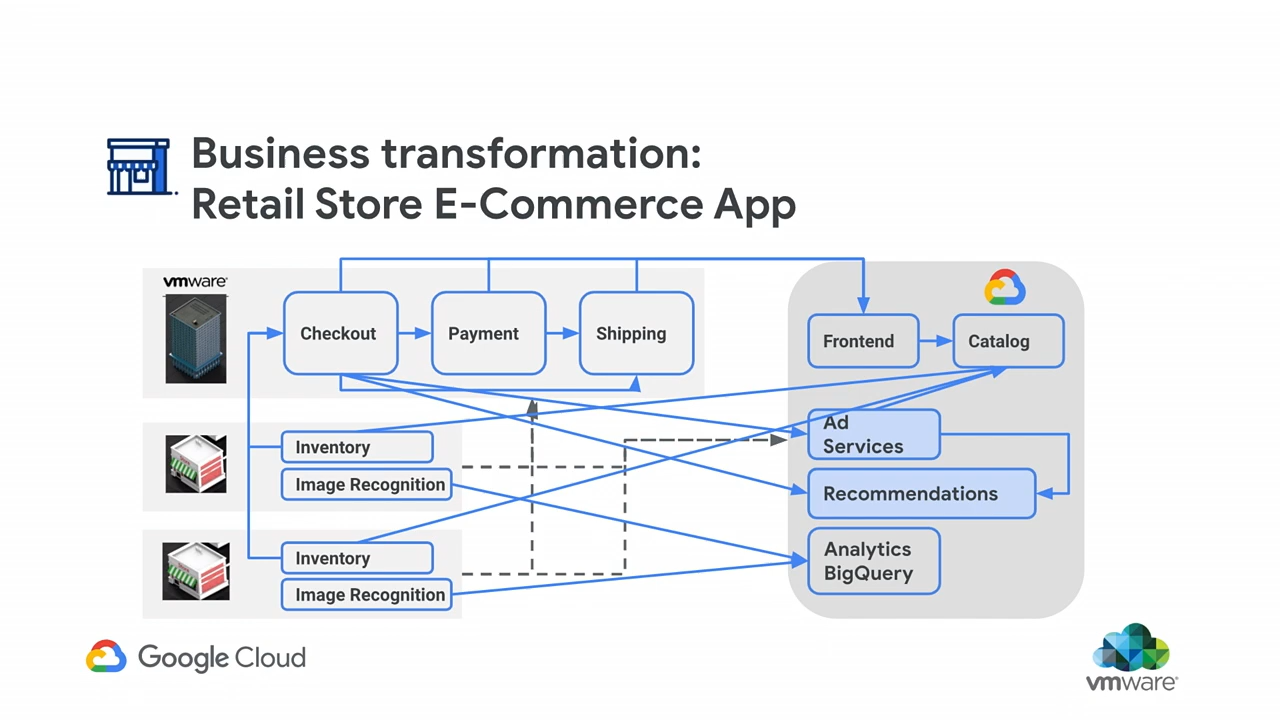 Business transformation:
Retail Store E-Commerce App
vmware®
Checkout
Payment
Shipping
Frontend
Catalog
Inventory
Image Recognition
Ad
Services
Recommendations
Inventory
Image Recognition
Analytics
BigQuery
Google Cloud
vmware®